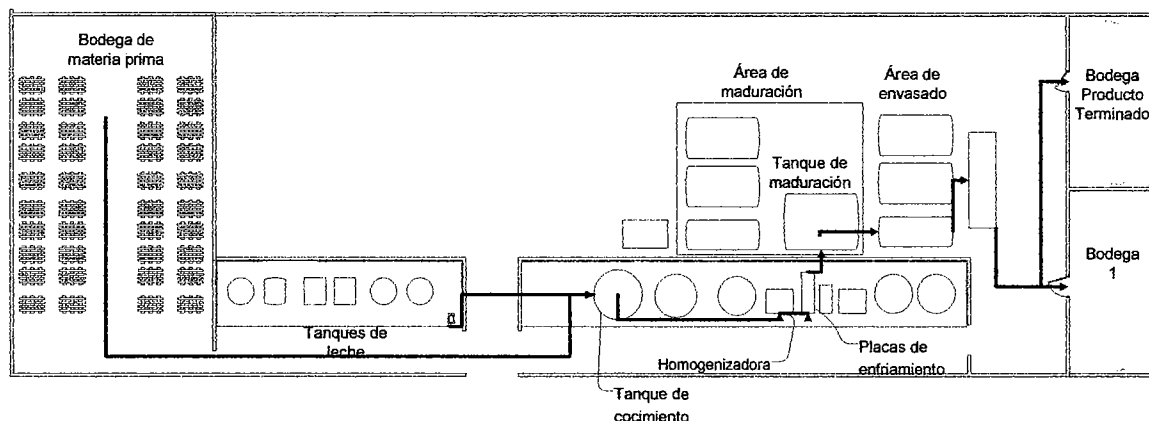 Bodega de
materia prima
Área de
maduración
Área de
envasado
Bodega
Producto
Terminado
Tanque de
maduración
Bodega
1
Tanques de
leche
Homogenizadora
Placas de
enfriamiento
Tanque de
cocimiento